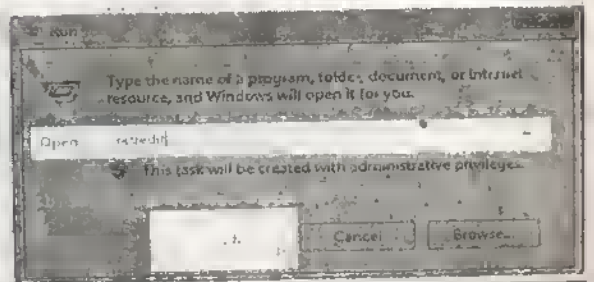 Run
Type the name of a program, folder, document, or Internet
resource, and Windows will open it for you.
Open
This task will be created with administrative privileges.
Cancel
Browse...